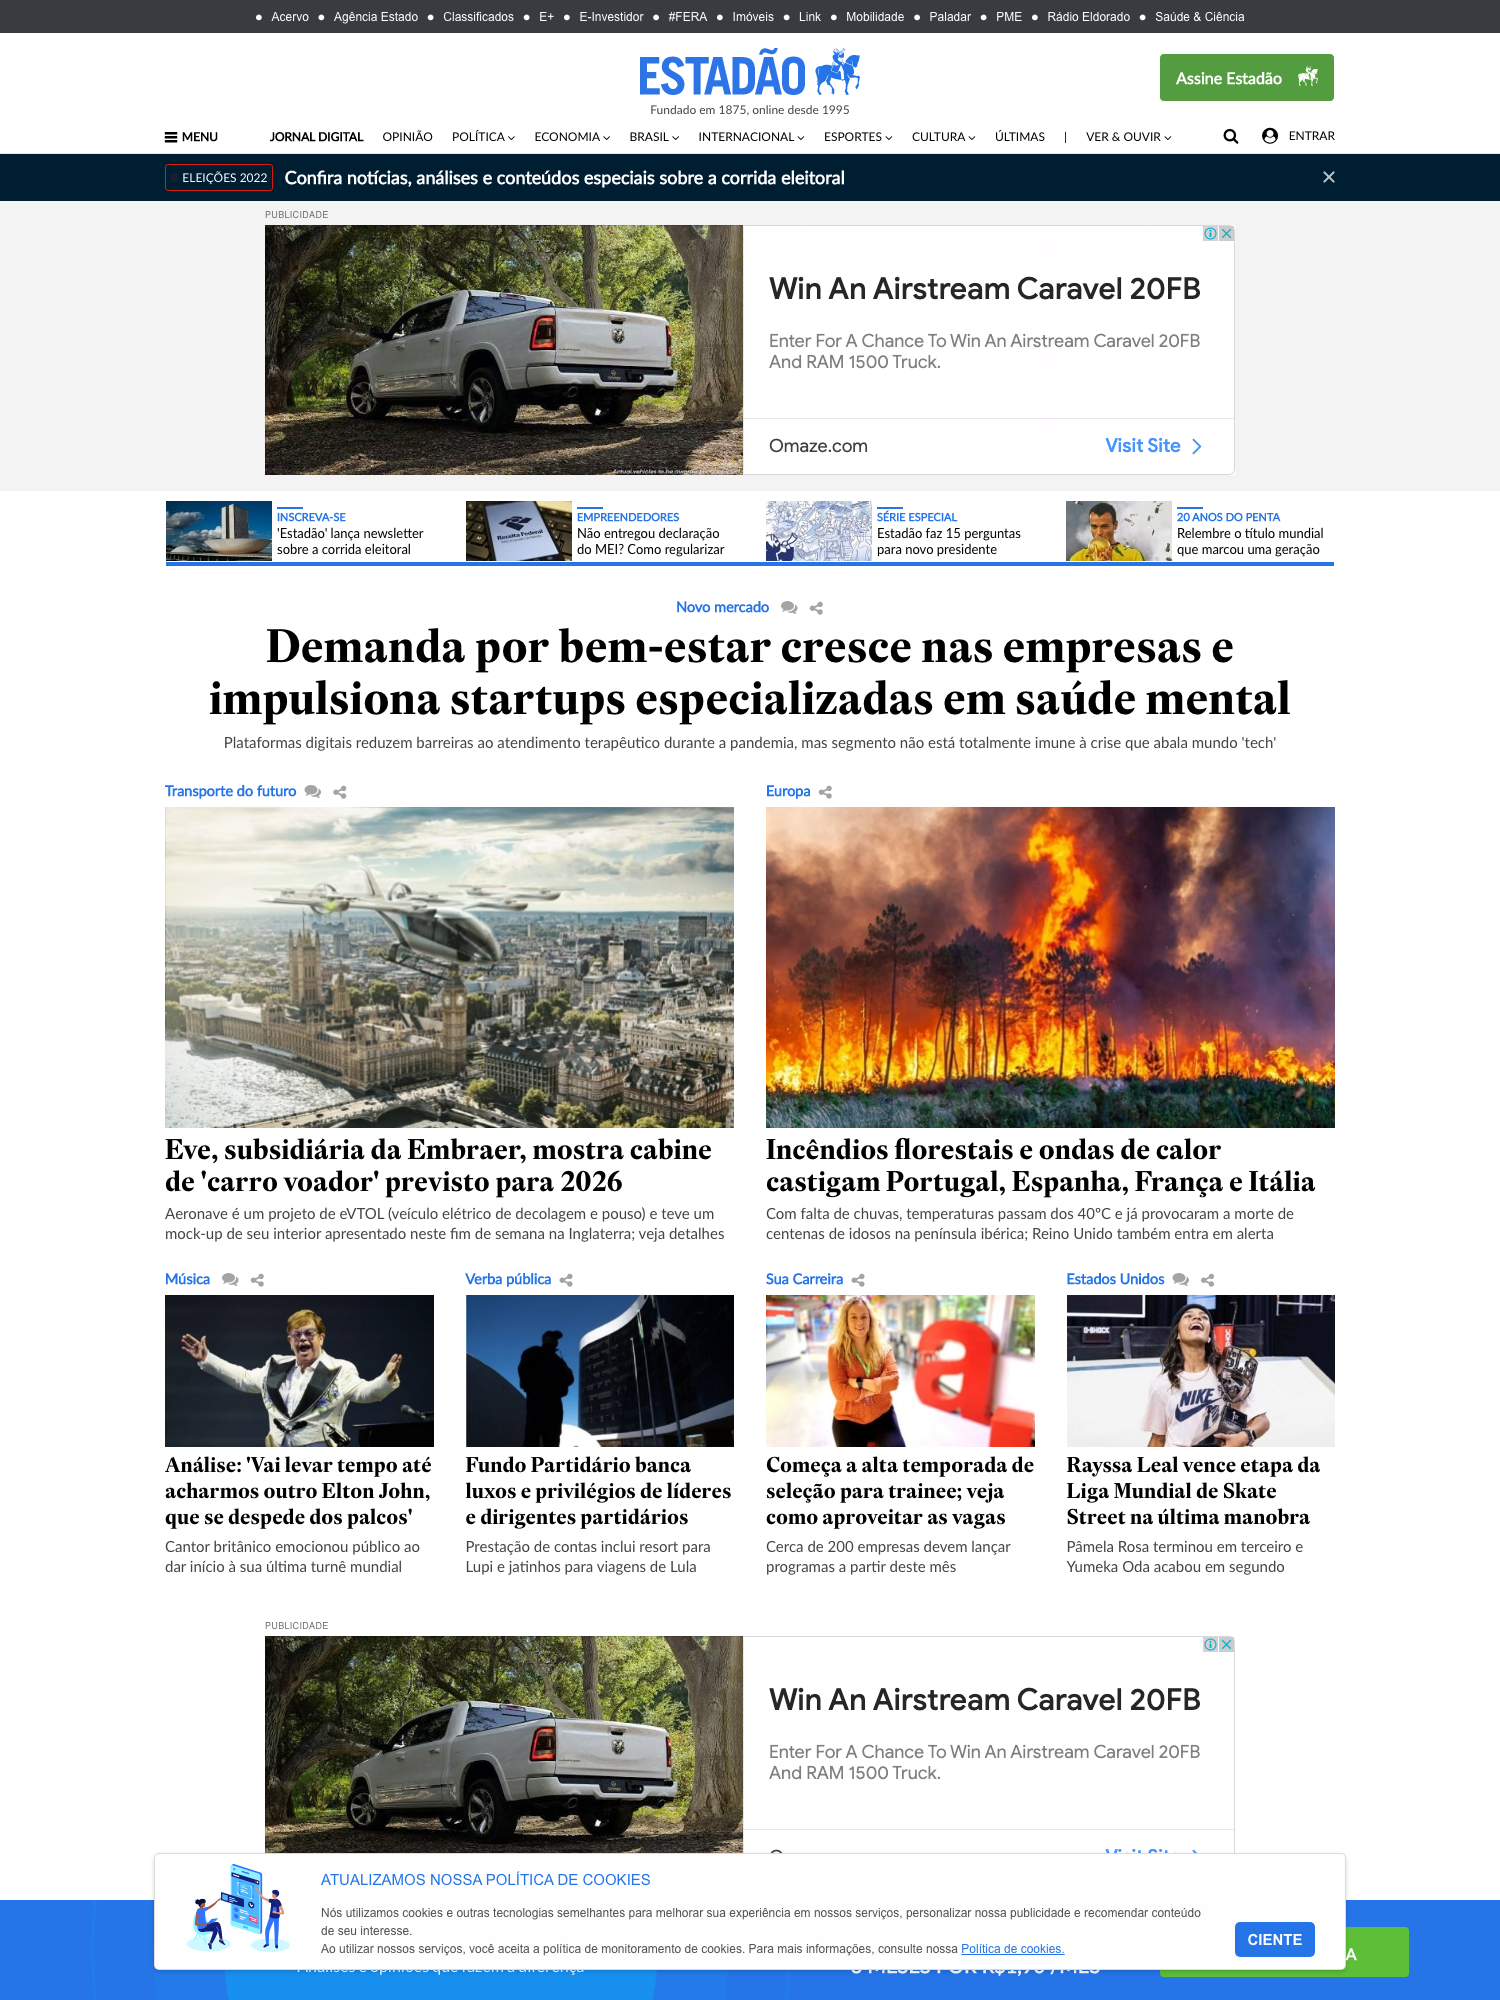 Acervo Agência Estado Classificados E+ E-Investidor #FERA Imóveis Link Mobilidade Paladar PME Rádio Eldorado Saúde & Ciência
ESTADÃO
Fundado em 1875, online desde 1995
Assine Estadão
MENU JORNAL DIGITAL OPINIÃO POLÍTICA ECONOMIA BRASIL INTERNACIONAL ESPORTES CULTURA ÚLTIMAS | VER & OUVIR ENTRAR
ELEIÇÕES 2022 Confira notícias, análises e conteúdos especiais sobre a corrida eleitoral
PUBLICIDADE
Win An Airstream Caravel 20FB
Enter For A Chance To Win An Airstream Caravel 20FB
And RAM 1500 Truck.
Omaze.com Visit Site
INSCREVA-SE
'Estadão' lança newsletter
sobre a corrida eleitoral
Receita Federal
EMPREENDEDORES
Não entregou declaração
do MEI? Como regularizar
SÉRIE ESPECIAL
Estadão faz 15 perguntas
para novo presidente
20 ANOS DO PENTA
Relembre o título mundial
que marcou uma geração
Novo mercado
Demanda por bem-estar cresce nas empresas e
impulsiona startups especializadas em saúde mental
Plataformas digitais reduzem barreiras ao atendimento terapêutico durante a pandemia, mas segmento não está totalmente imune à crise que abala mundo 'tech'
Transporte do futuro
Eve, subsidiária da Embraer, mostra cabine
de 'carro voador' previsto para 2026
Aeronave é um projeto de eVTOL (veículo elétrico de decolagem e pouso) e teve um
mock-up de seu interior apresentado neste fim de semana na Inglaterra; veja detalhes
Europa
Incêndios florestais e ondas de calor
castigam Portugal, Espanha, França e Itália
Com falta de chuvas, temperaturas passam dos 40ºC e já provocaram a morte de
centenas de idosos na península ibérica; Reino Unido também entra em alerta
Música
Análise: 'Vai levar tempo até
acharmos outro Elton John,
que se despede dos palcos'
Cantor britânico emocionou público ao
dar início à sua última turnê mundial
Verba pública
Fundo Partidário banca
luxos e privilégios de líderes
e dirigentes partidários
Prestação de contas inclui resort para
Lupi e jatinhos para viagens de Lula
Sua Carreira
a
Começa a alta temporada de
seleção para trainee; veja
como aproveitar as vagas
Cerca de 200 empresas devem lançar
programas a partir deste mês
Estados Unidos
G-SHOCK
NIKE
Rayssa Leal vence etapa da
Liga Mundial de Skate
Street na última manobra
Pâmela Rosa terminou em terceiro e
Yumeka Oda acabou em segundo
PUBLICIDADE
Win An Airstream Caravel 20FB
Enter For A Chance To Win An Airstream Caravel 20FB
And RAM 1500 Truck.
Visit Site
ATUALIZAMOS NOSSA POLÍTICA DE COOKIES
Nós utilizamos cookies e outras tecnologias semelhantes para melhorar sua experiência em nossos serviços, personalizar nossa publicidade e recomendar conteúdo
de seu interesse.
Ao utilizar nossos serviços, você aceita a política de monitoramento de cookies. Para mais informações, consulte nossa Política de cookies.
CIENTE
A